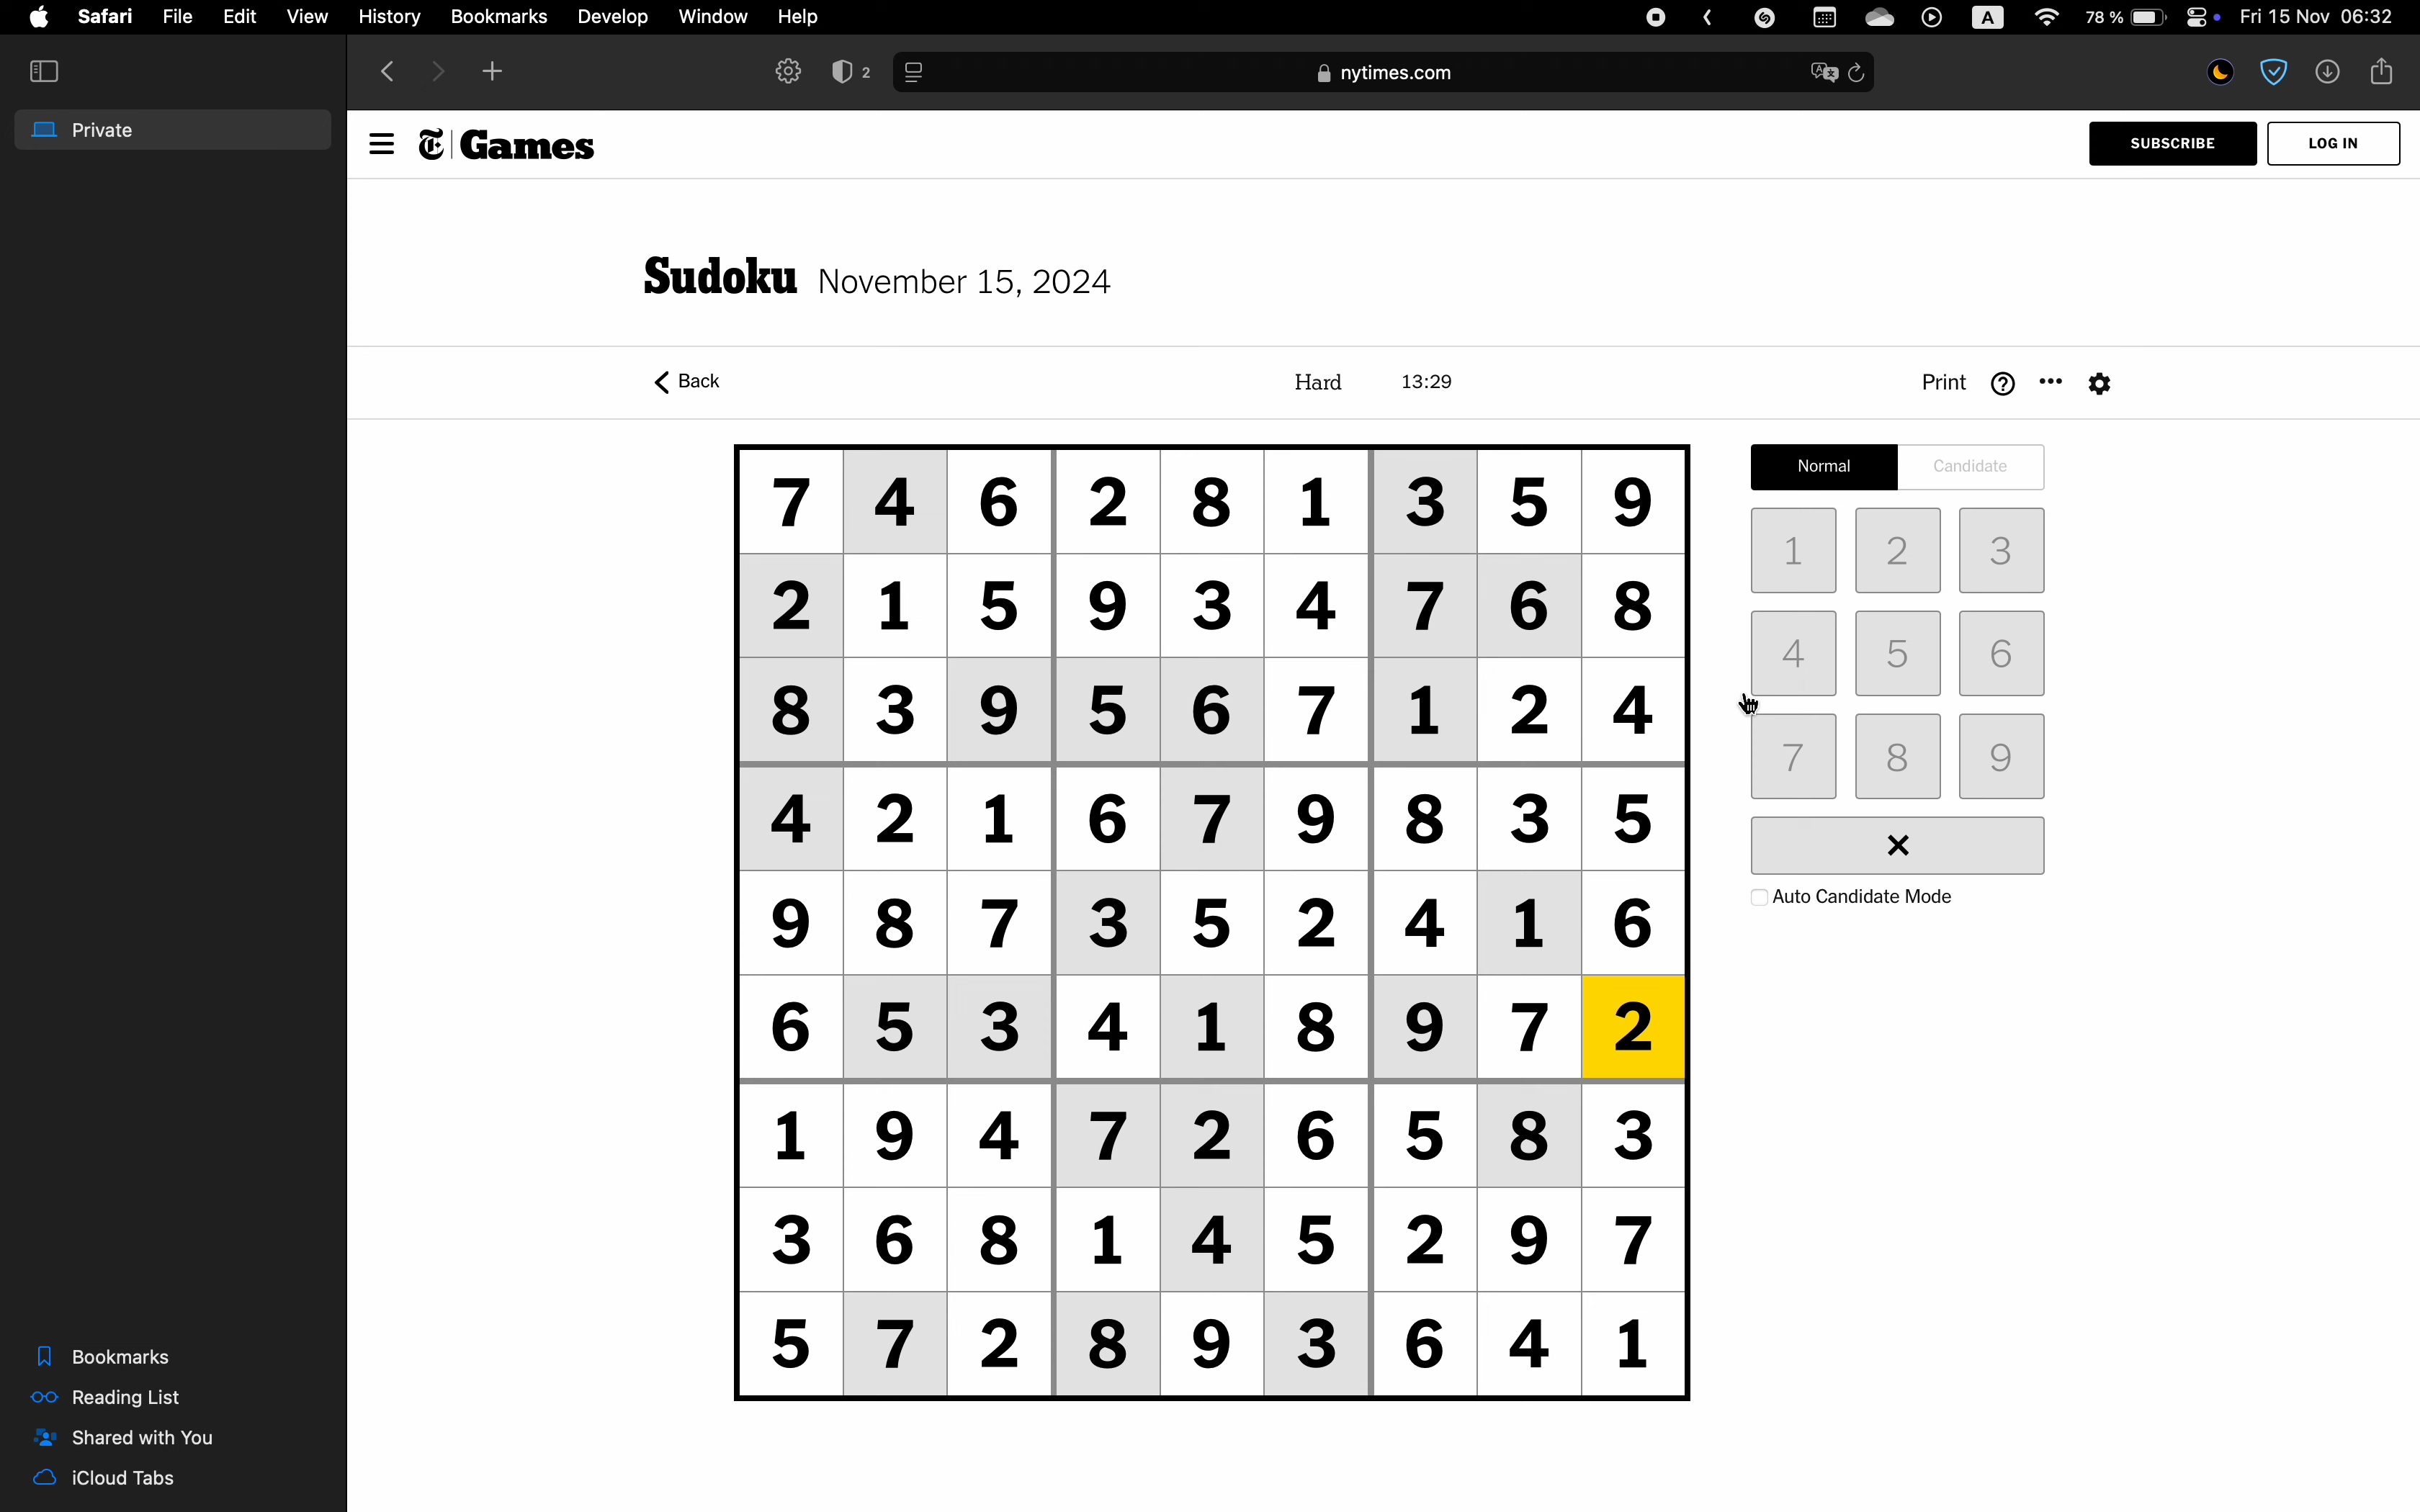 Safari File Edit View History Bookmarks Develop Window Help A 78 % Fri 15 Nov 06:32
2 nytimes.com
Private
Games SUBSCRIBE LOG IN
Sudoku November 15, 2024
Back Hard 13:29 Print ? •••
Normal Candidate
7 4 6 2 8 1 3 5 9
1 2 3
2 1 5 9 3 4 7 6 8
4 5 6
8 3 9 5 6 7 1 2 4
7 8 9
4 2 1 6 7 9 8 3 5
×
Auto Candidate Mode
9 8 7 3 5 2 4 1 6
6 5 3 4 1 8 9 7 2
1 9 4 7 2 6 5 8 3
3 6 8 1 4 5 2 9 7
5 7 2 8 9 3 6 4 1
Bookmarks
Reading List
Shared with You
iCloud Tabs